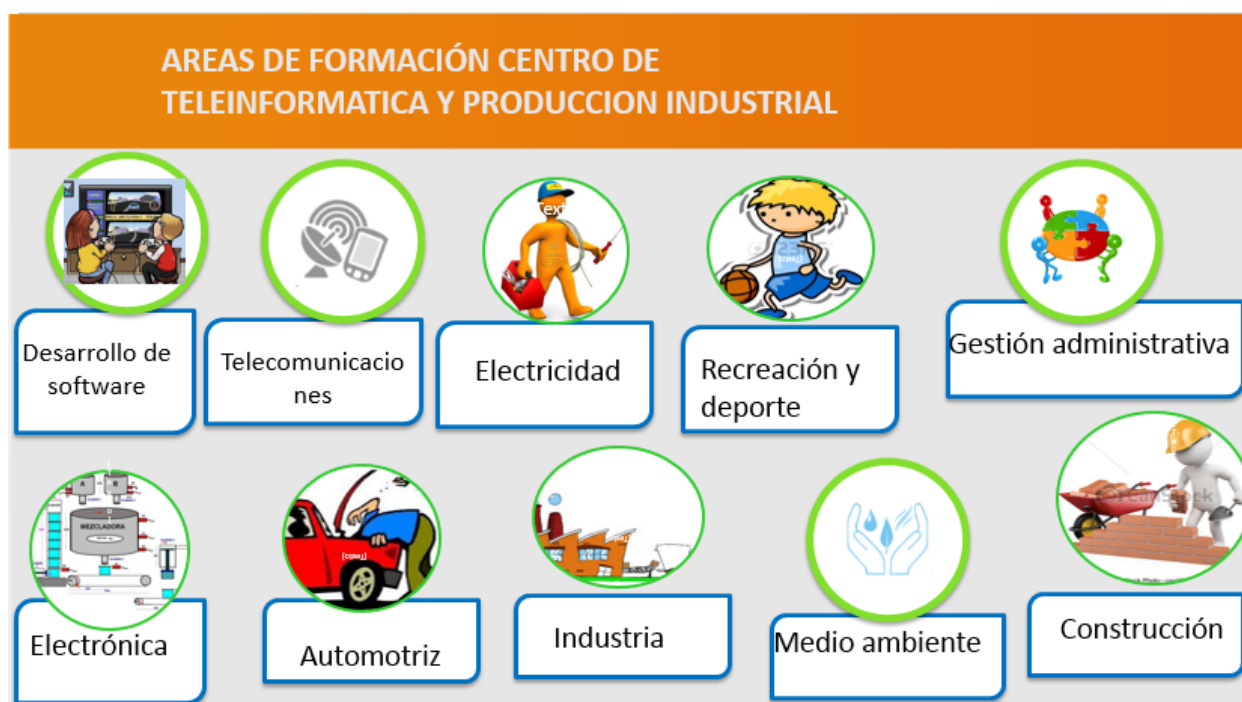 AREAS DE FORMACIÓN CENTRO DE
TELEINFORMATICA Y PRODUCCION INDUSTRIAL
Desarrollo de
software
Telecomunicacio
nes
Electricidad
Recreación y
deporte
Gestión administrativa
A
B
MEZCLADORA
Electrónica
Automotriz
Industria
Medio ambiente
Construcción